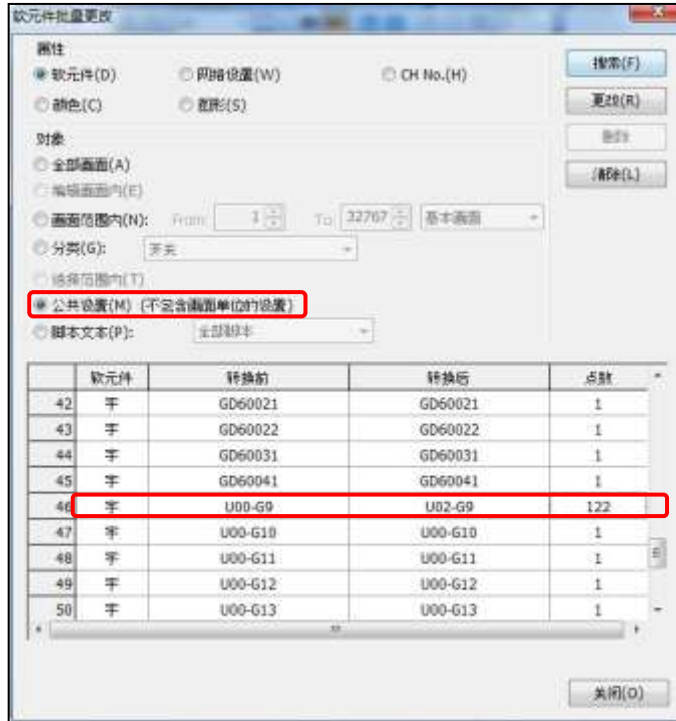 软元件批量更改
属性
软元件(D) 网络设置(W) CH No.(H) 搜索(F)
颜色(C) 图形(S) 更改(R)
对象 删除
全部画面(A) 清除(L)
编辑画面内(E)
画面范围内(N): From 1 To 32767 基本画面
分类(G): 开关
选择范围内(T)
公共设置(M) (不包含画面单位的设置)
脚本文本(P): 全部脚本
软元件 转换前 转换后 点数
42 字 GD60021 GD60021 1
43 字 GD60022 GD60022 1
44 字 GD60031 GD60031 1
45 字 GD60041 GD60041 1
46 字 U00-G9 U02-G9 122
47 字 U00-G10 U00-G10 1
48 字 U00-G11 U00-G11 1
49 字 U00-G12 U00-G12 1
50 字 U00-G13 U00-G13 1
关闭(O)